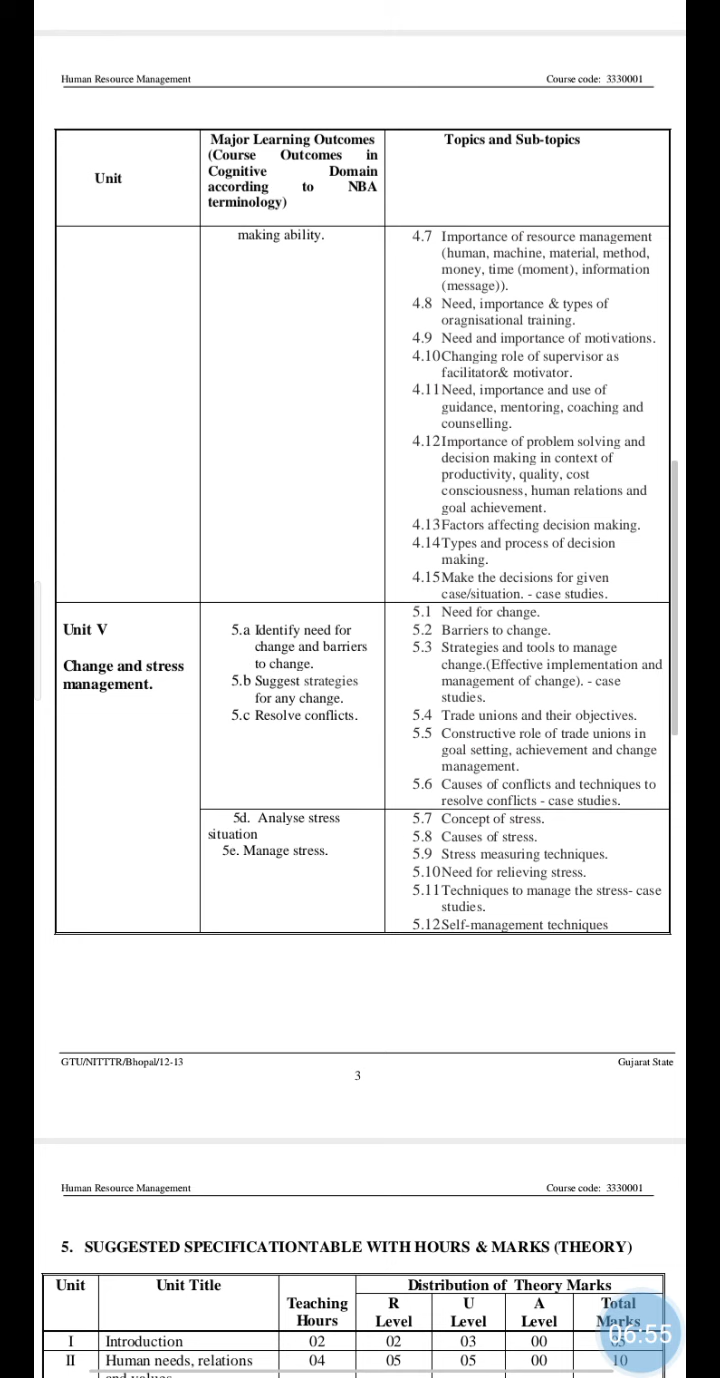 Human Resource Management Course code: 3330001
Unit
Major Learning Outcomes
(Course Outcomes in
Cognitive Domain
according to NBA
terminology)
Topics and Sub-topics
making ability.
4.7 Importance of resource management
(human, machine, material, method,
money, time (moment), information
(message)).
4.8 Need, importance & types of
oragnisational training.
4.9 Need and importance of motivations.
4.10Changing role of supervisor as
facilitator& motivator.
4.11Need, importance and use of
guidance, mentoring, coaching and
counselling.
4.12Importance of problem solving and
decision making in context of
productivity, quality, cost
consciousness, human relations and
goal achievement.
4.13Factors affecting decision making.
4.14Types and process of decision
making.
4.15Make the decisions for given
case/situation. - case studies.
Unit V
Change and stress
management.
5.a Identify need for
change and barriers
to change.
5.b Suggest strategies
for any change.
5.c Resolve conflicts.
5.1 Need for change.
5.2 Barriers to change.
5.3 Strategies and tools to manage
change.(Effective implementation and
management of change). - case
studies.
5.4 Trade unions and their objectives.
5.5 Constructive role of trade unions in
goal setting, achievement and change
management.
5.6 Causes of conflicts and techniques to
resolve conflicts - case studies.
5d. Analyse stress
situation
5e. Manage stress.
5.7 Concept of stress.
5.8 Causes of stress.
5.9 Stress measuring techniques.
5.10Need for relieving stress.
5.11Techniques to manage the stress- case
studies.
5.12Self-management techniques
GTU/NITTTR/Bhopal/12-13 Gujarat State
3
Human Resource Management Course code: 3330001
5. SUGGESTED SPECIFICATIONTABLE WITH HOURS & MARKS (THEORY)
Unit Unit Title Distribution of Theory Marks
Teaching R U A Total
Hours Level Level Level Marks
06:55
I Introduction 02 02 03 00
II Human needs, relations 04 05 05 00 10